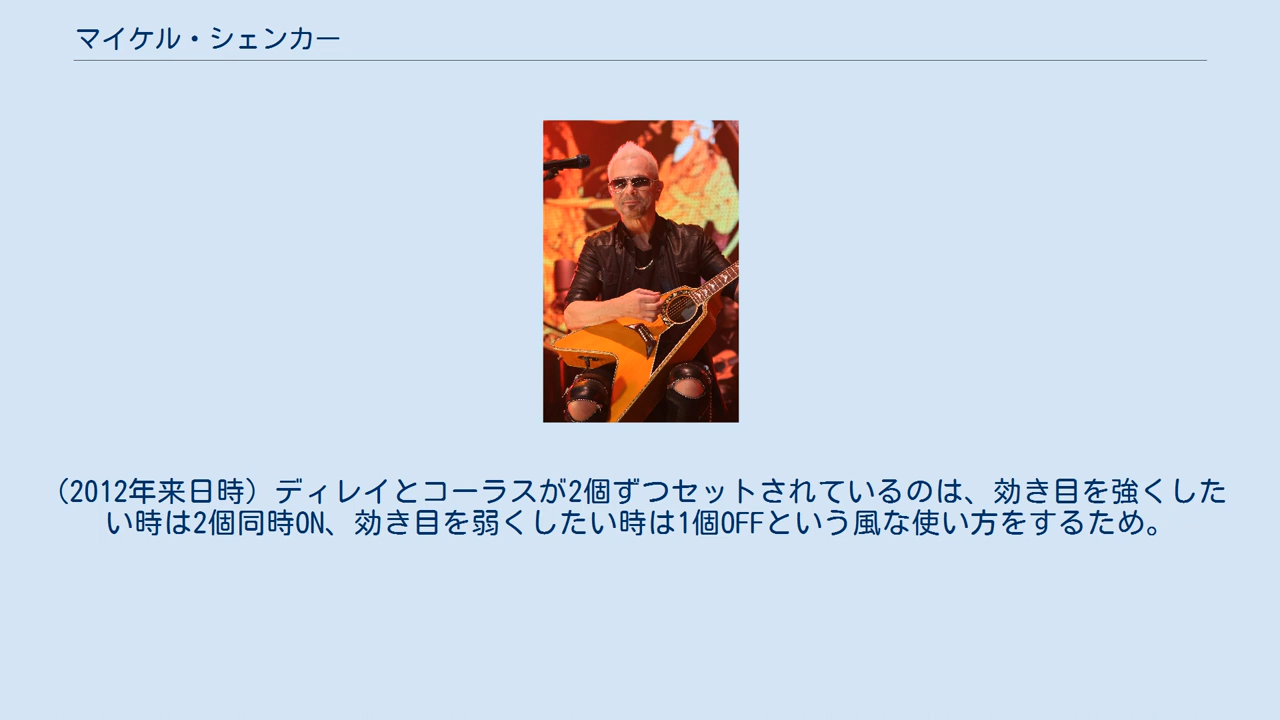 マイケル・シェンカー
（2012年来日時）ディレイとコーラスが2個ずつセットされているのは、効き目を強くした
い時は2個同時ON、効き目を弱くしたい時は1個OFFという風な使い方をするため。